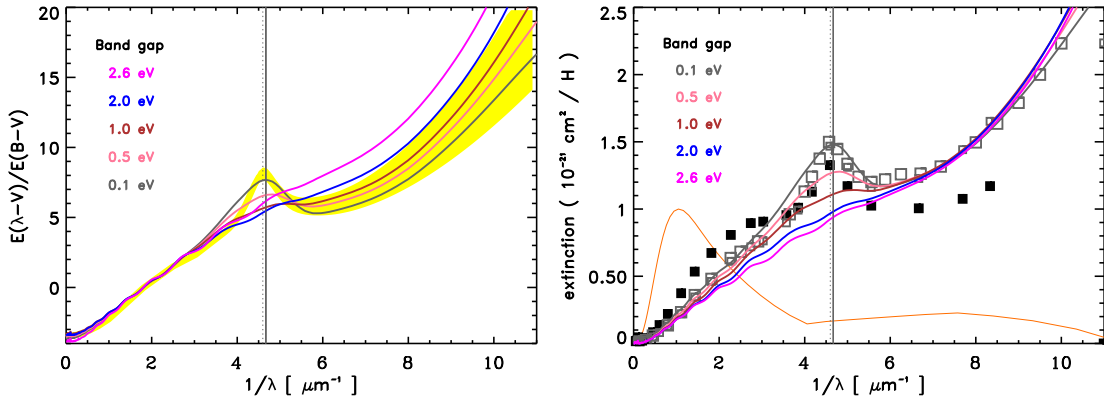 E(λ−V)/E(B−V)
20
15
10
5
0
Band gap
2.6 eV
2.0 eV
1.0 eV
0.5 eV
0.1 eV
0 2 4 6 8 10
1/λ [ μm⁻¹ ]
extinction ( 10⁻²¹ cm² / H )
2.5
2.0
1.5
1.0
0.50
0
Band gap
0.1 eV
0.5 eV
1.0 eV
2.0 eV
2.6 eV
0 2 4 6 8 10
1/λ [ μm⁻¹ ]